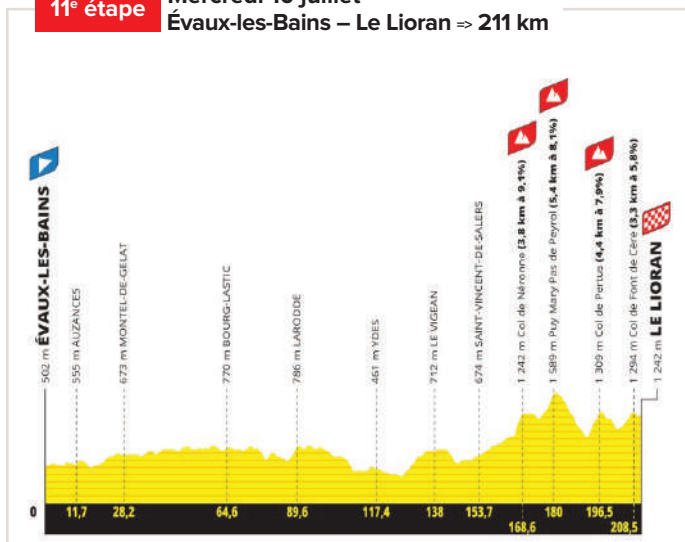 11e étape
Évaux-les-Bains – Le Lioran => 211 km
502 m ÉVAUX-LES-BAINS
555 m AUZANCES
673 m MONTEL-DE-GELAT
770 m BOURG-LASTIC
786 m LARODDE
461 m YDES
712 m LE VIGEAN
674 m SAINT-VINCENT-DE-SALERS
1 242 m Col de Néronne (3,8 km à 9,1%)
1 589 m Puy Mary Pas de Peyrol (5,4 km à 8,1%)
1 309 m Col de Pertus (4,4 km à 7,9%)
1 294 m Col de Font de Cère (3,3 km à 5,8%)
1 242 m LE LIORAN
0 11,7 28,2 64,6 89,6 117,4 138 153,7 180 196,5
168,6 208,5